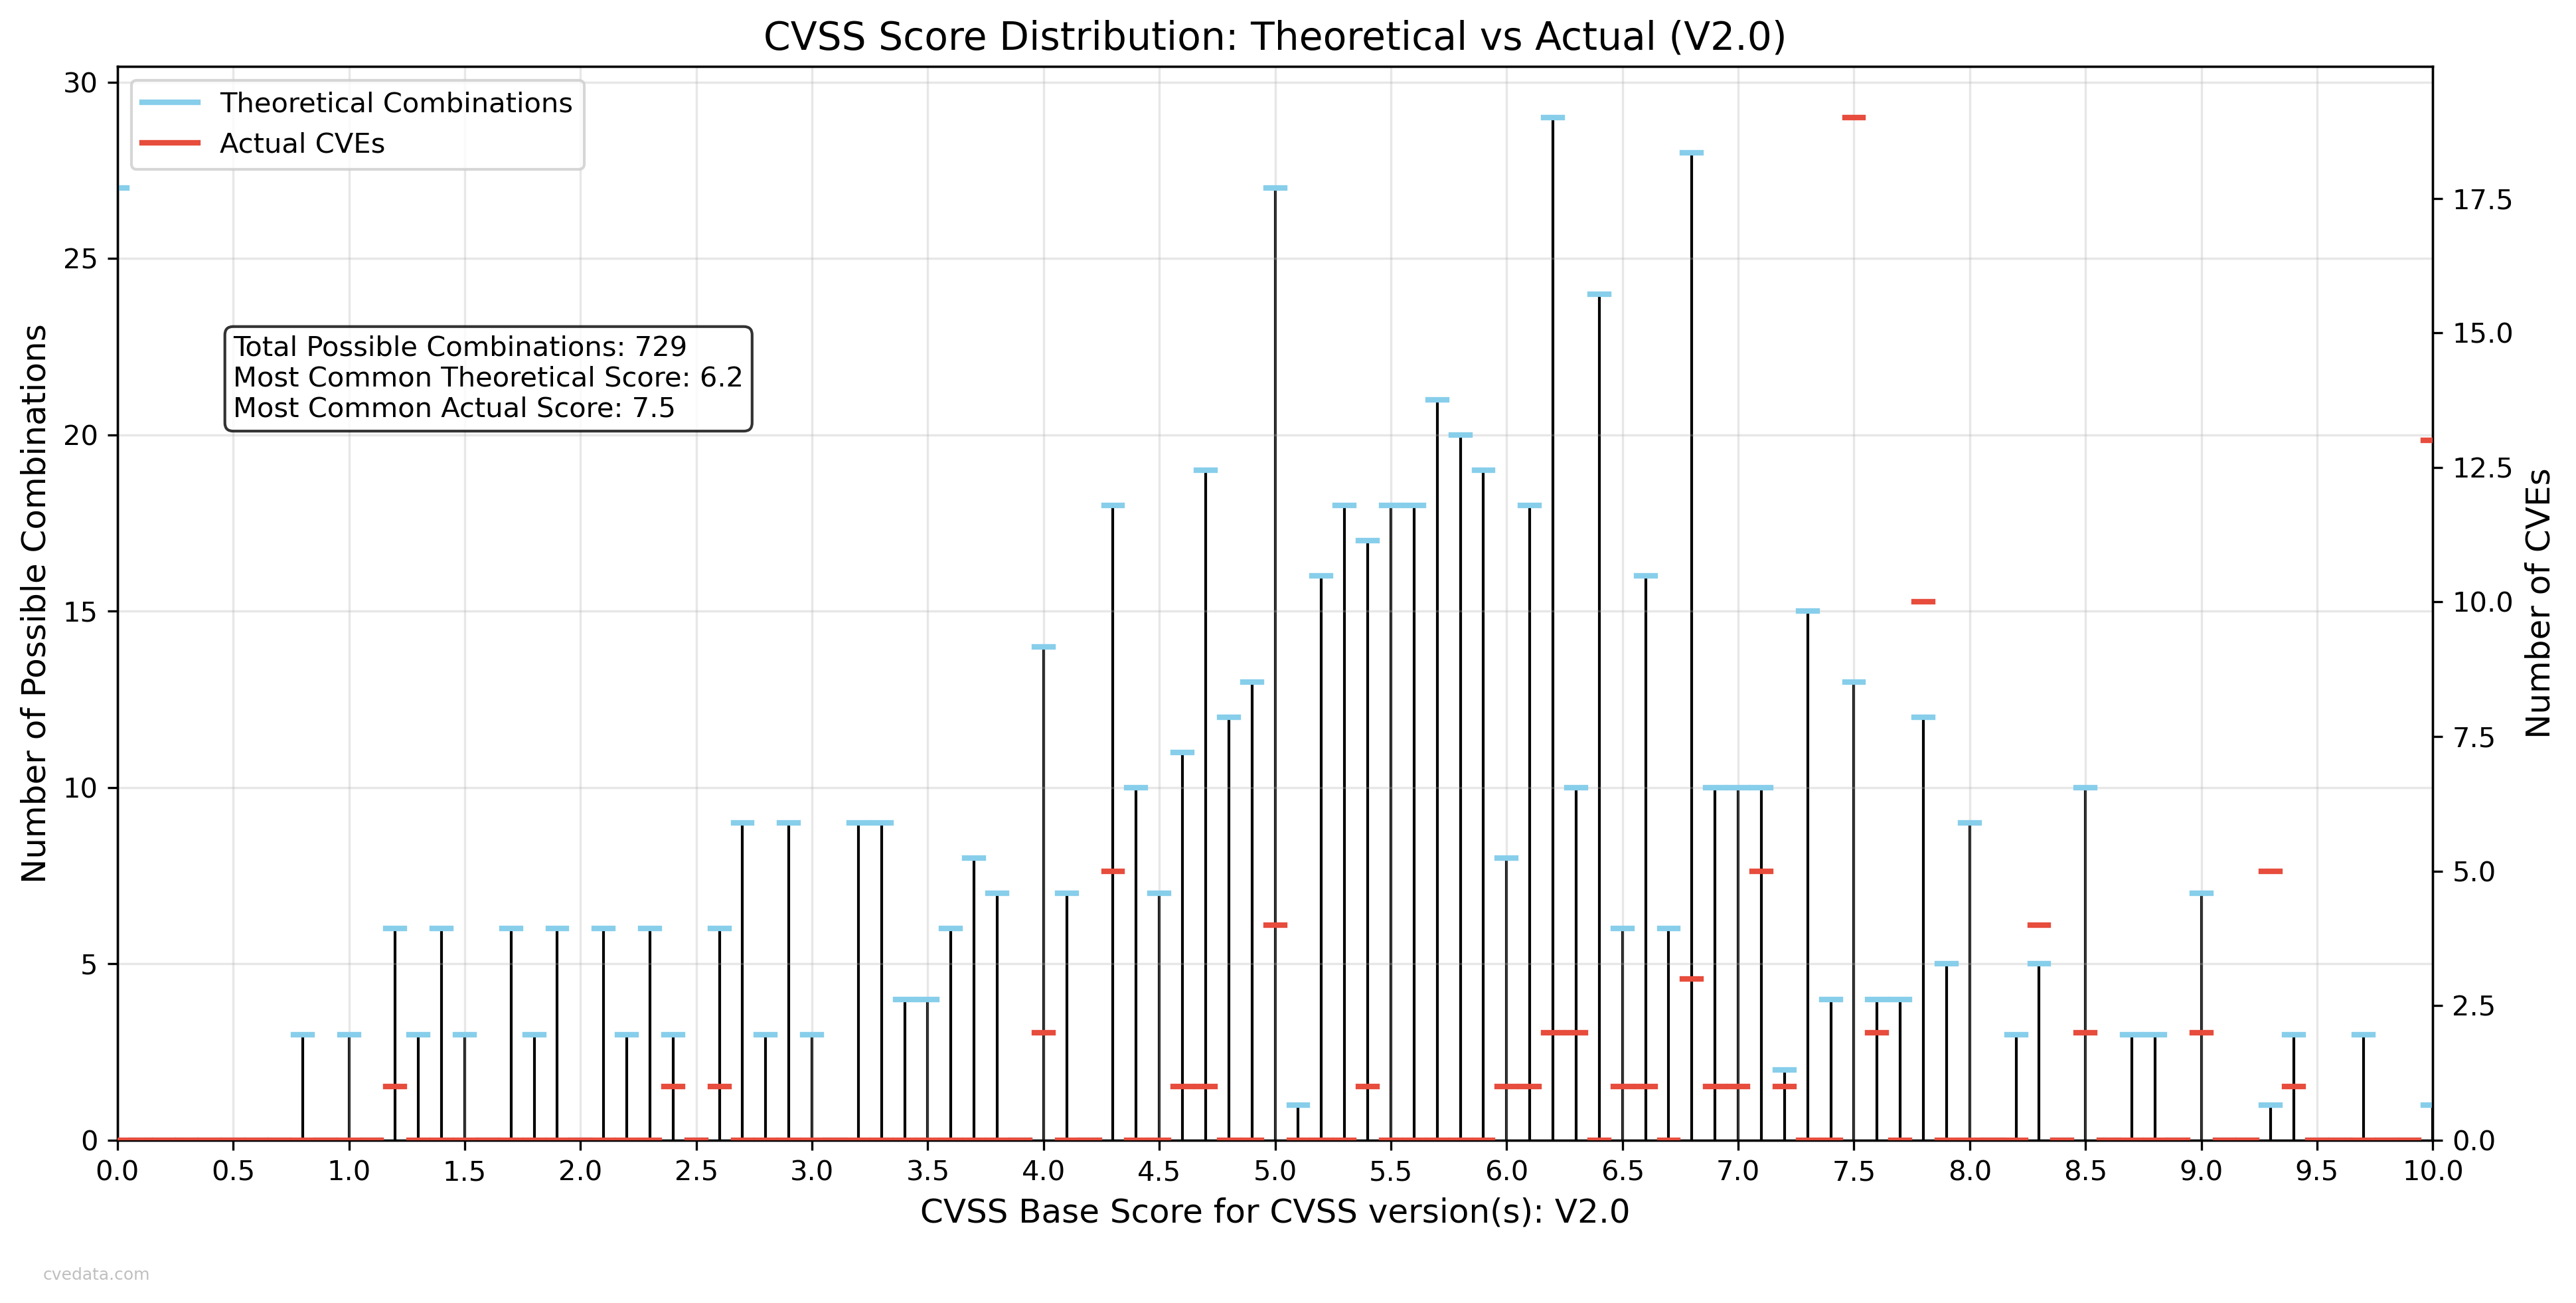 CVSS Score Distribution: Theoretical vs Actual (V2.0)
Theoretical Combinations
Actual CVEs
Total Possible Combinations: 729
Most Common Theoretical Score: 6.2
Most Common Actual Score: 7.5
Number of Possible Combinations
30
25
20
15
10
5
0
Number of CVEs
17.5
15.0
12.5
10.0
7.5
5.0
2.5
0.0
0.0 0.5 1.0 1.5 2.0 2.5 3.0 3.5 4.0 4.5 5.0 5.5 6.0 6.5 7.0 7.5 8.0 8.5 9.0 9.5 10.0
CVSS Base Score for CVSS version(s): V2.0
cvedata.com